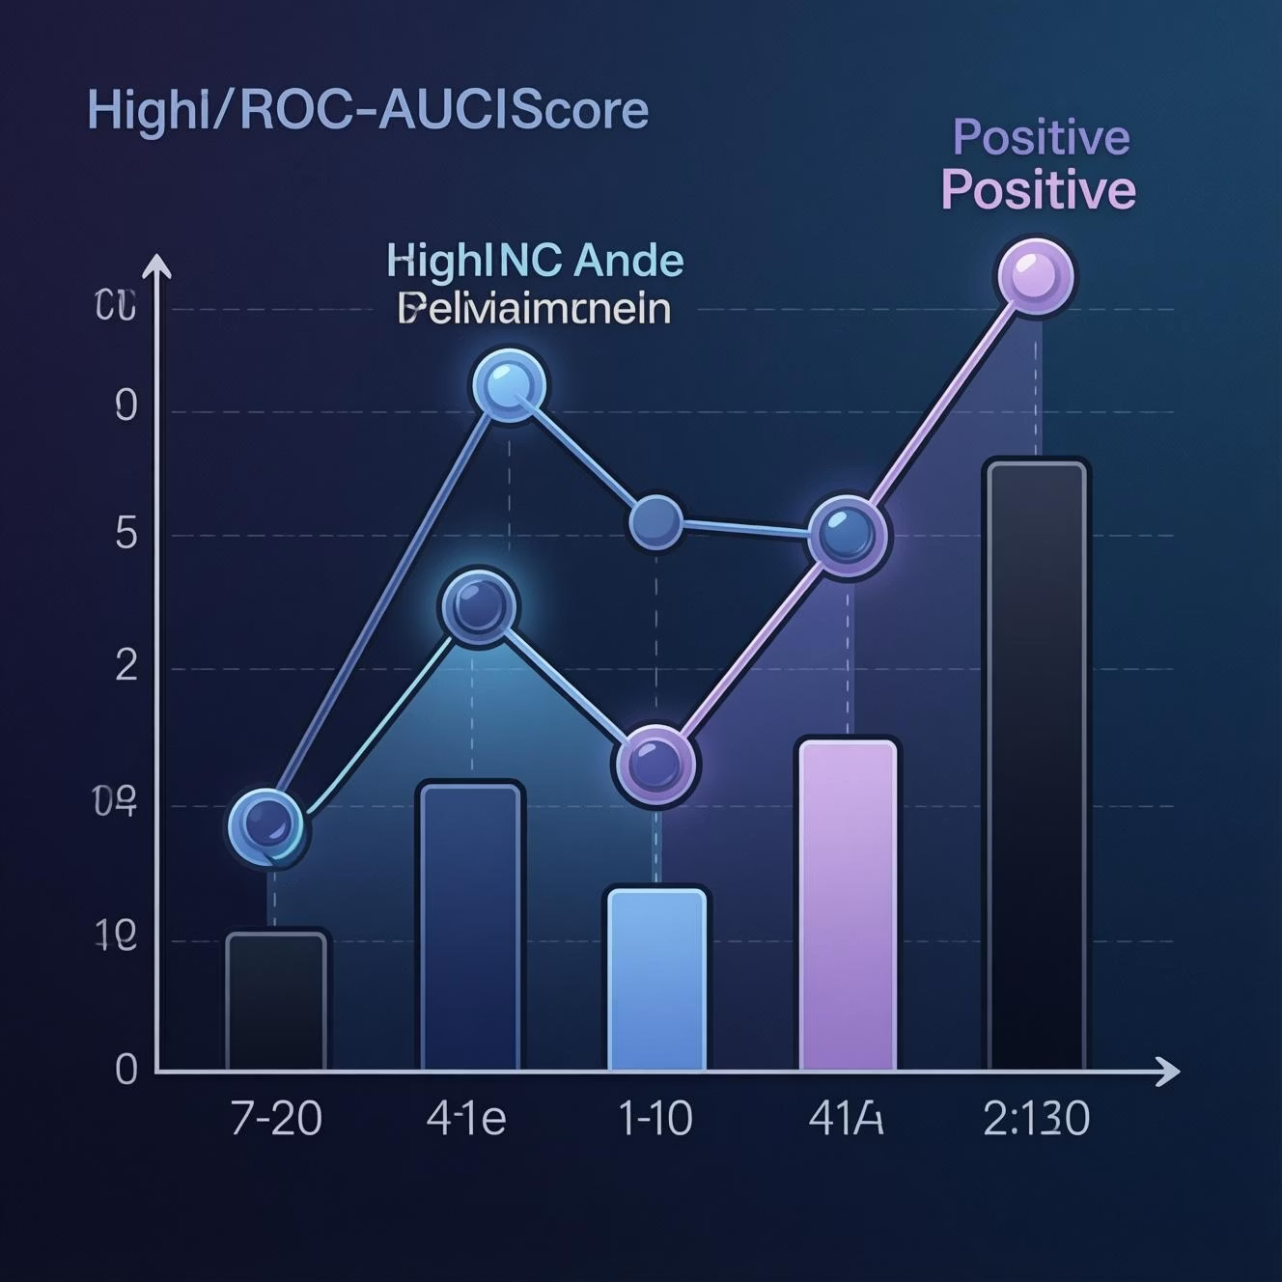 Highl/ROC-AUCIScore
Positive
Positive
HighlNC Ande
0
5
2
0
7-20
4-1e
1-10
41A
2:130